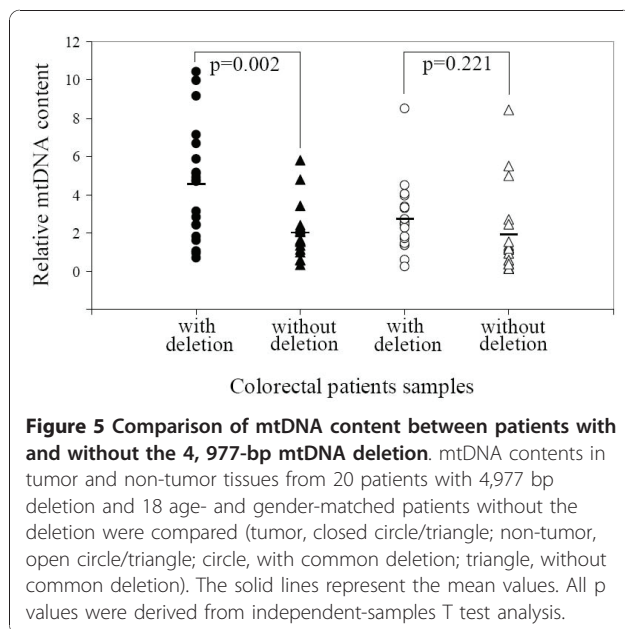 12
10
8
6
4
2
0
Relative mtDNA content
p=0.002
p=0.221
with deletion
without deletion
with deletion
without deletion
Colorectal patients samples
Figure 5 Comparison of mtDNA content between patients with
and without the 4, 977-bp mtDNA deletion. mtDNA contents in
tumor and non-tumor tissues from 20 patients with 4,977 bp
deletion and 18 age- and gender-matched patients without the
deletion were compared (tumor, closed circle/triangle; non-tumor,
open circle/triangle; circle, with common deletion; triangle, without
common deletion). The solid lines represent the mean values. All p
values were derived from independent-samples T test analysis.